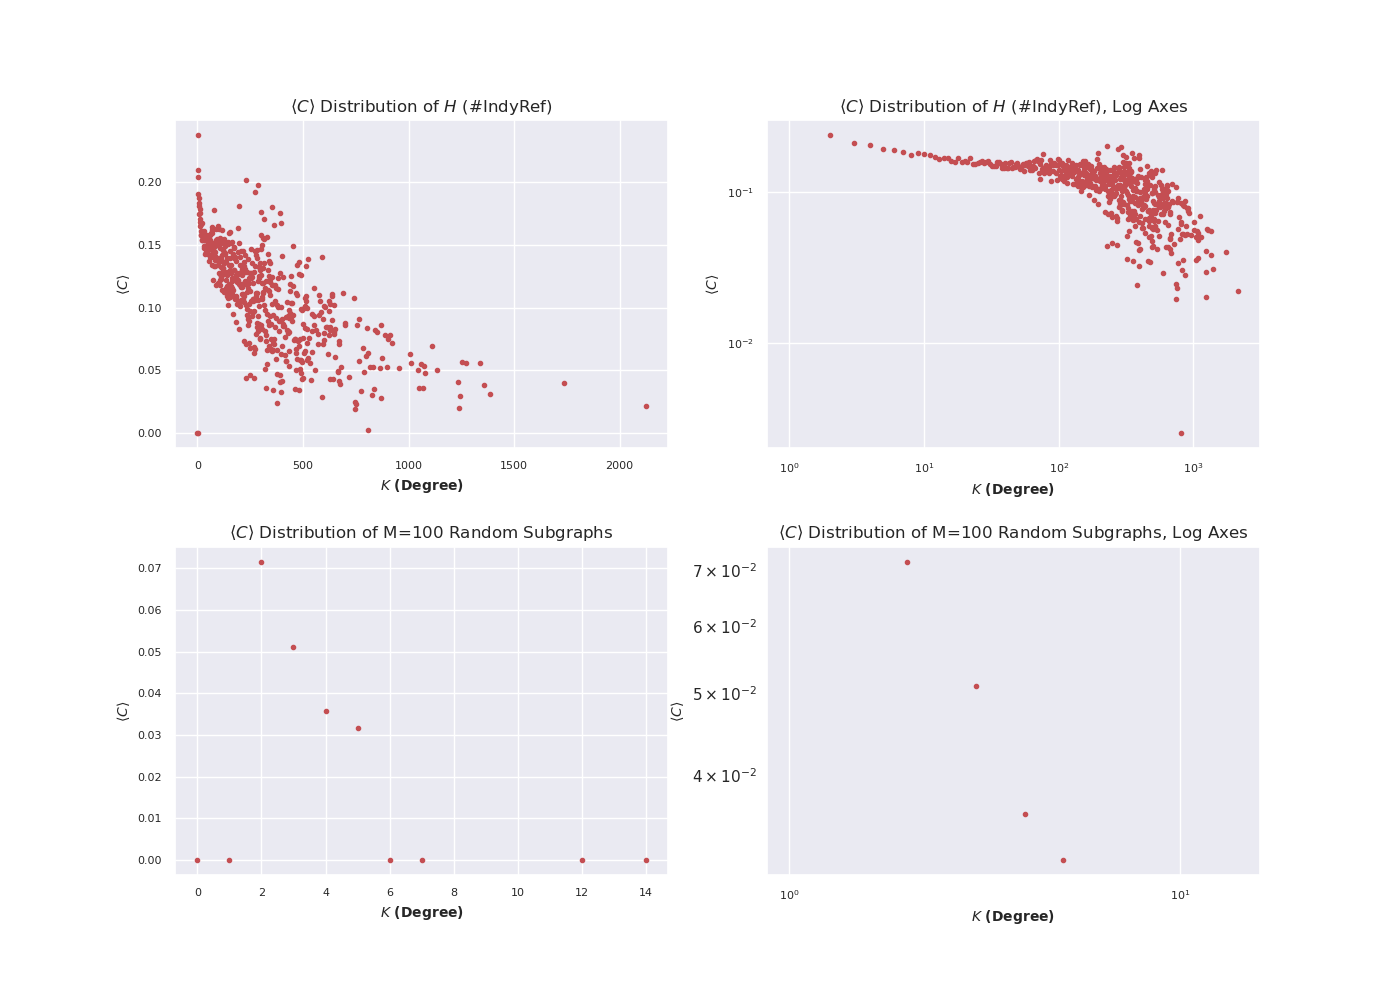 ⟨C⟩ Distribution of H (#IndyRef)
0.20
0.15
0.10
0.05
0.00
⟨C⟩
0 500 1000 1500 2000
K (Degree)
⟨C⟩ Distribution of H (#IndyRef), Log Axes
10⁻¹
10⁻²
⟨C⟩
10⁰ 10¹ 10² 10³
K (Degree)
⟨C⟩ Distribution of M=100 Random Subgraphs
0.07
0.06
0.05
0.04
0.03
0.02
0.01
0.00
⟨C⟩
0 2 4 6 8 10 12 14
K (Degree)
⟨C⟩ Distribution of M=100 Random Subgraphs, Log Axes
7 × 10⁻²
6 × 10⁻²
5 × 10⁻²
4 × 10⁻²
⟨C⟩
10⁰ 10¹
K (Degree)